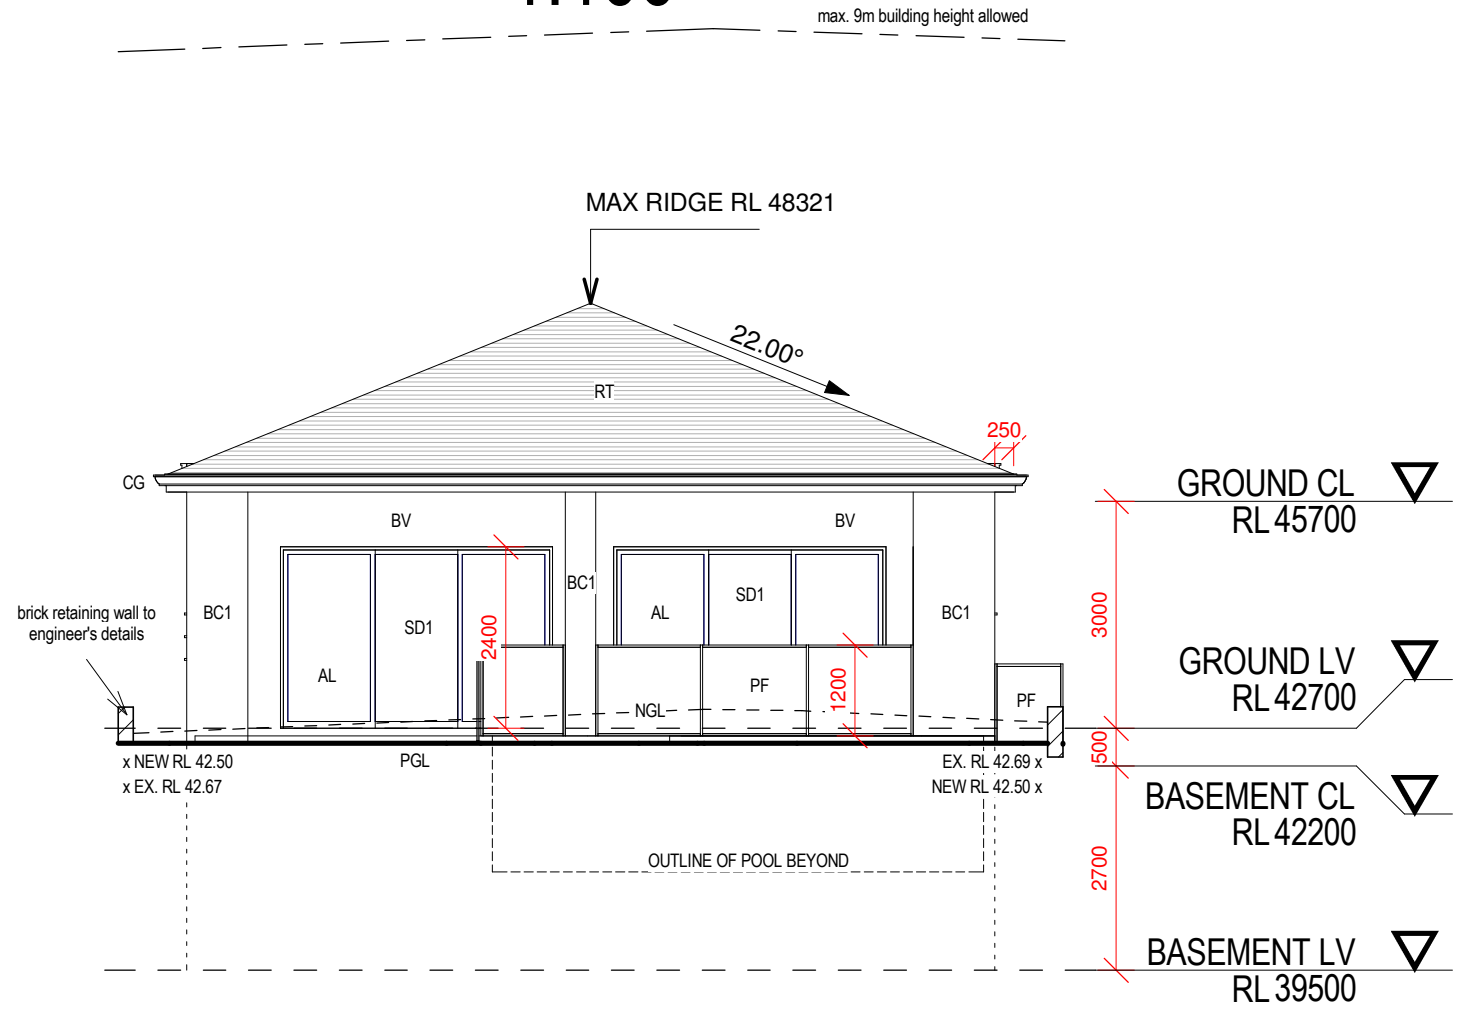 max. 9m building height allowed
MAX RIDGE RL 48321
22.00°
RT
250
CG
GROUND CL
RL 45700
BV
BV
BC1
SD1
AL
2400
BC1
AL
SD1
BC1
3000
brick retaining wall to
engineer's details
GROUND LV
RL 42700
PF
1200
PF
NGL
x NEW RL 42.50
x EX. RL 42.67
PGL
EX. RL 42.69 x
NEW RL 42.50 x
500
BASEMENT CL
RL 42200
OUTLINE OF POOL BEYOND
2700
BASEMENT LV
RL 39500